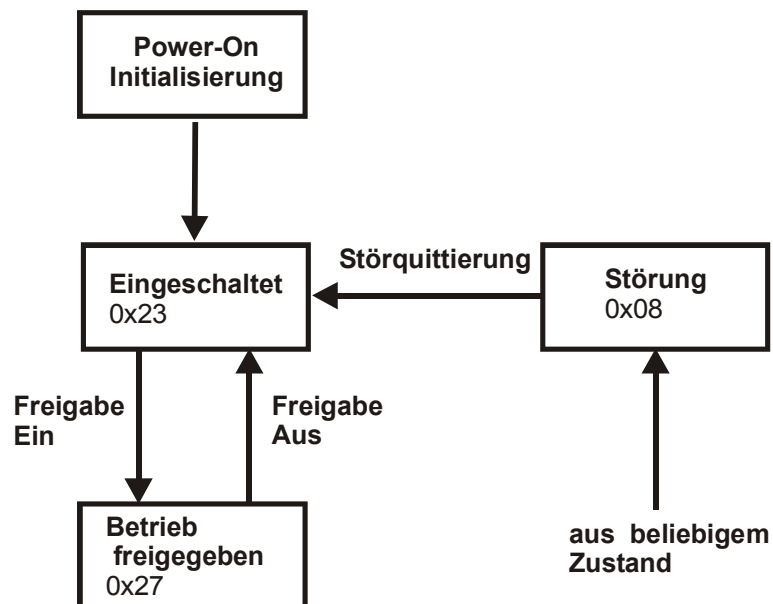 Power-On
Initialisierung
Störquittierung
Eingeschaltet
0x23
Störung
0x08
Freigabe
Ein
Freigabe
Aus
Betrieb
freigegeben
0x27
aus beliebigem
Zustand